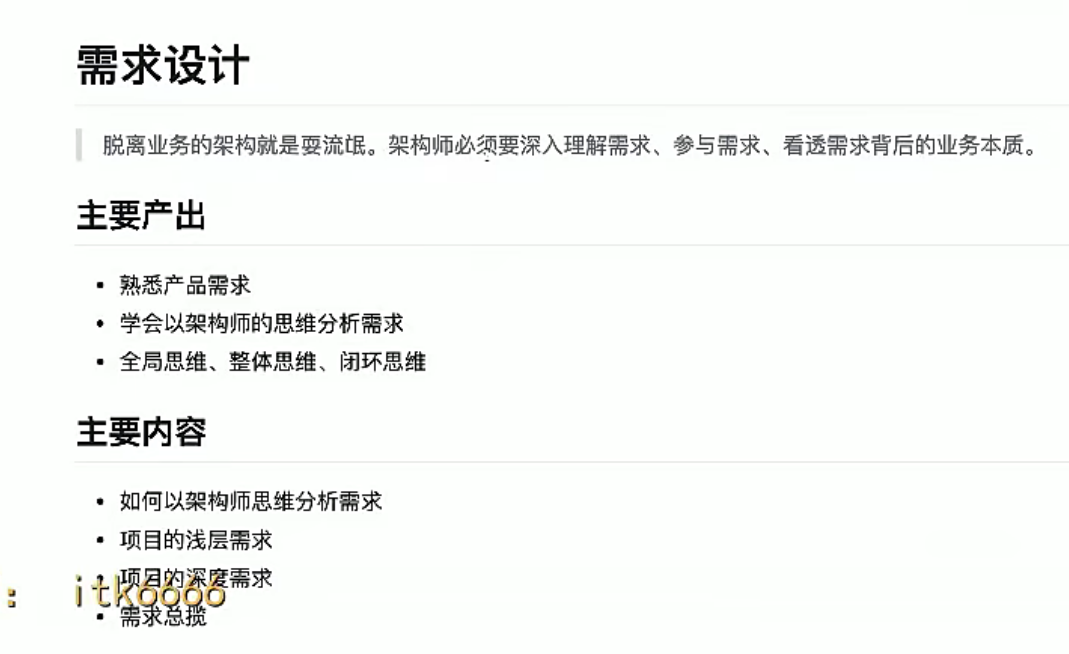 需求设计
脱离业务的架构就是耍流氓。架构师必须要深入理解需求、参与需求、看透需求背后的业务本质。
主要产出
• 熟悉产品需求
• 学会以架构师的思维分析需求
• 全局思维、整体思维、闭环思维
主要内容
• 如何以架构师思维分析需求
• 项目的浅层需求
• 项目的深度需求
： itk6666
• 需求总揽